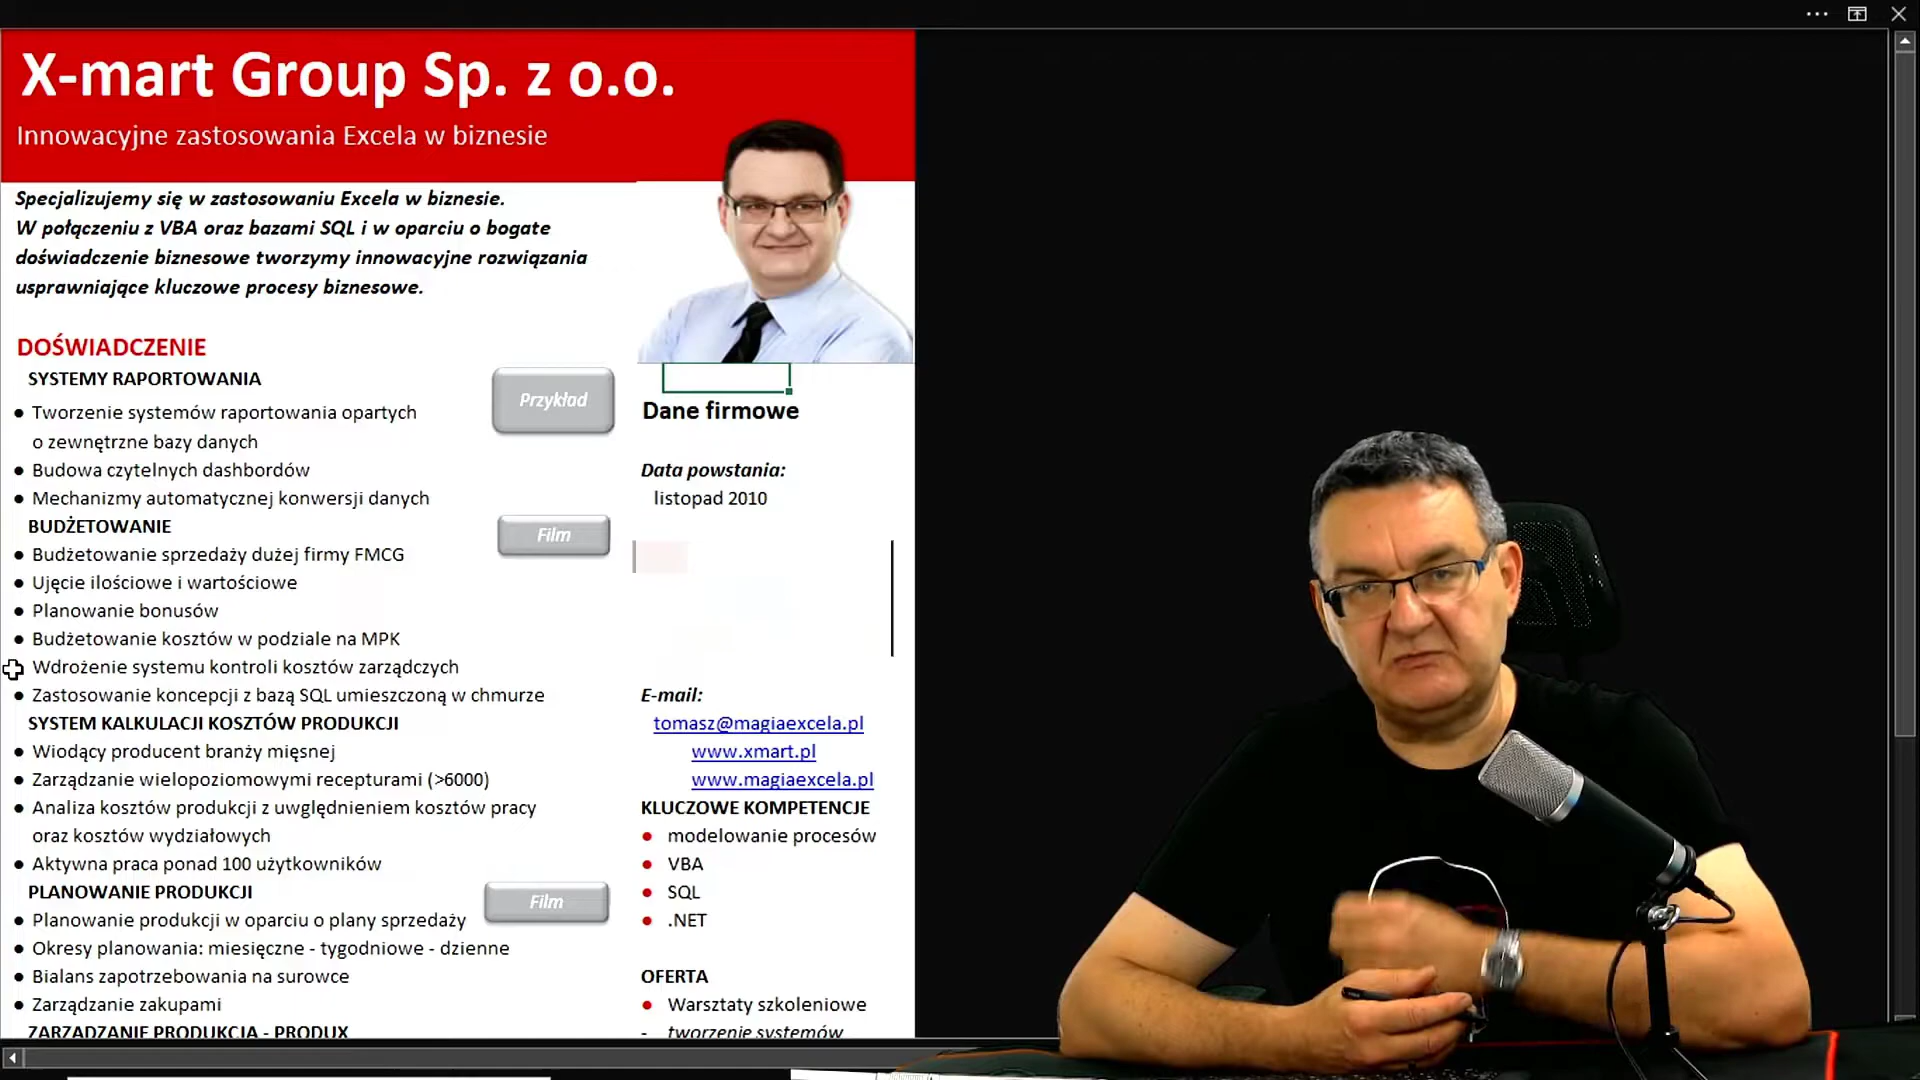 X-mart Group Sp. z o.o.
Innowacyjne zastosowania Excela w biznesie
Specjalizujemy się w zastosowaniu Excela w biznesie.
W połączeniu z VBA oraz bazami SQL i w oparciu o bogate
doświadczenie biznesowe tworzymy innowacyjne rozwiązania
usprawniające kluczowe procesy biznesowe.
DOŚWIADCZENIE
SYSTEMY RAPORTOWANIA
Przykład
● Tworzenie systemów raportowania opartych
o zewnętrzne bazy danych
● Budowa czytelnych dashbordów
● Mechanizmy automatycznej konwersji danych
BUDŻETOWANIE
Film
● Budżetowanie sprzedaży dużej firmy FMCG
● Ujęcie ilościowe i wartościowe
● Planowanie bonusów
● Budżetowanie kosztów w podziale na MPK
Wdrożenie systemu kontroli kosztów zarządczych
● Zastosowanie koncepcji z bazą SQL umieszczoną w chmurze
SYSTEM KALKULACJI KOSZTÓW PRODUKCJI
● Wiodący producent branży mięsnej
● Zarządzanie wielopoziomowymi recepturami (>6000)
● Analiza kosztów produkcji z uwględnieniem kosztów pracy
oraz kosztów wydziałowych
● Aktywna praca ponad 100 użytkowników
PLANOWANIE PRODUKCJI
Film
● Planowanie produkcji w oparciu o plany sprzedaży
● Okresy planowania: miesięczne - tygodniowe - dzienne
● Bialans zapotrzebowania na surowce
● Zarządzanie zakupami
ZARZADZANIE PRODUKCJA - PRODUX
Dane firmowe
Data powstania:
listopad 2010
E-mail:
tomasz@magiaexcela.pl
www.xmart.pl
www.magiaexcela.pl
KLUCZOWE KOMPETENCJE
● modelowanie procesów
● VBA
● SQL
● .NET
OFERTA
● Warsztaty szkoleniowe
- tworzenie systemów